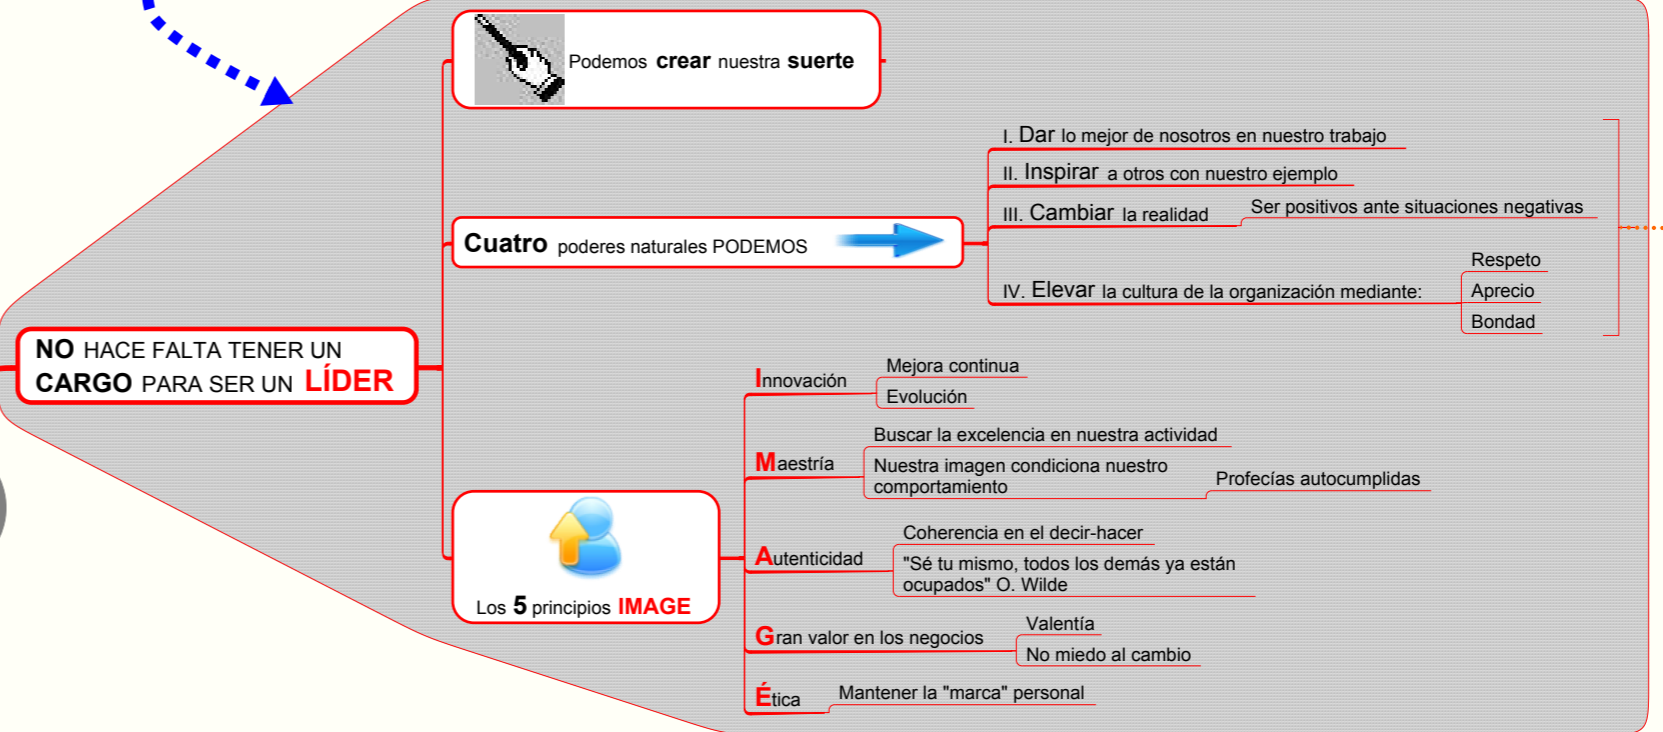 Podemos crear nuestra suerte
Cuatro poderes naturales PODEMOS
I. Dar lo mejor de nosotros en nuestro trabajo
II. Inspirar a otros con nuestro ejemplo
III. Cambiar la realidad
Ser positivos ante situaciones negativas
IV. Elevar la cultura de la organización mediante:
Respeto
Aprecio
Bondad
NO HACE FALTA TENER UN
CARGO PARA SER UN LÍDER
Los 5 principios IMAGE
Innovación
Mejora continua
Evolución
Maestría
Buscar la excelencia en nuestra actividad
Nuestra imagen condiciona nuestro
comportamiento
Profecías autocumplidas
Autenticidad
Coherencia en el decir-hacer
"Sé tu mismo, todos los demás ya están
ocupados" O. Wilde
Gran valor en los negocios
Valentía
No miedo al cambio
Ética
Mantener la "marca" personal